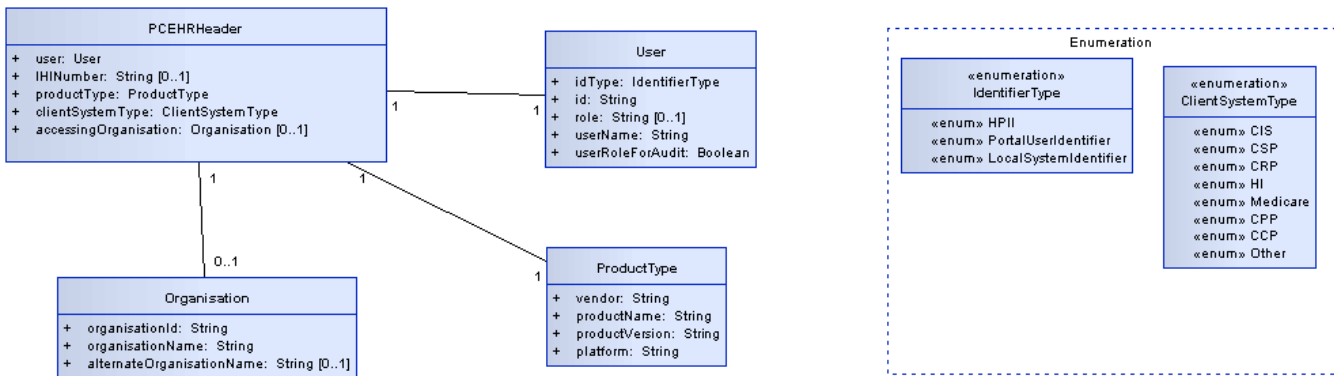 PCEHRHeader
+ user: User
+ IHINumber: String [0..1]
+ productType: ProductType
+ clientSystemType: ClientSystemType
+ accessingOrganisation: Organisation [0..1]
1
1
User
+ idType: IdentifierType
+ id: String
+ role: String [0..1]
+ userName: String
+ userRoleForAudit: Boolean
1
0..1
1
1
Organisation
+ organisationId: String
+ organisationName: String
+ alternateOrganisationName: String [0..1]
ProductType
+ vendor: String
+ productName: String
+ productVersion: String
+ platform: String
Enumeration
«enumeration»
IdentifierType
«enum» HPII
«enum» PortalUserIdentifier
«enum» LocalSystemIdentifier
«enumeration»
ClientSystemType
«enum» CIS
«enum» CSP
«enum» CRP
«enum» HI
«enum» Medicare
«enum» CPP
«enum» CCP
«enum» Other